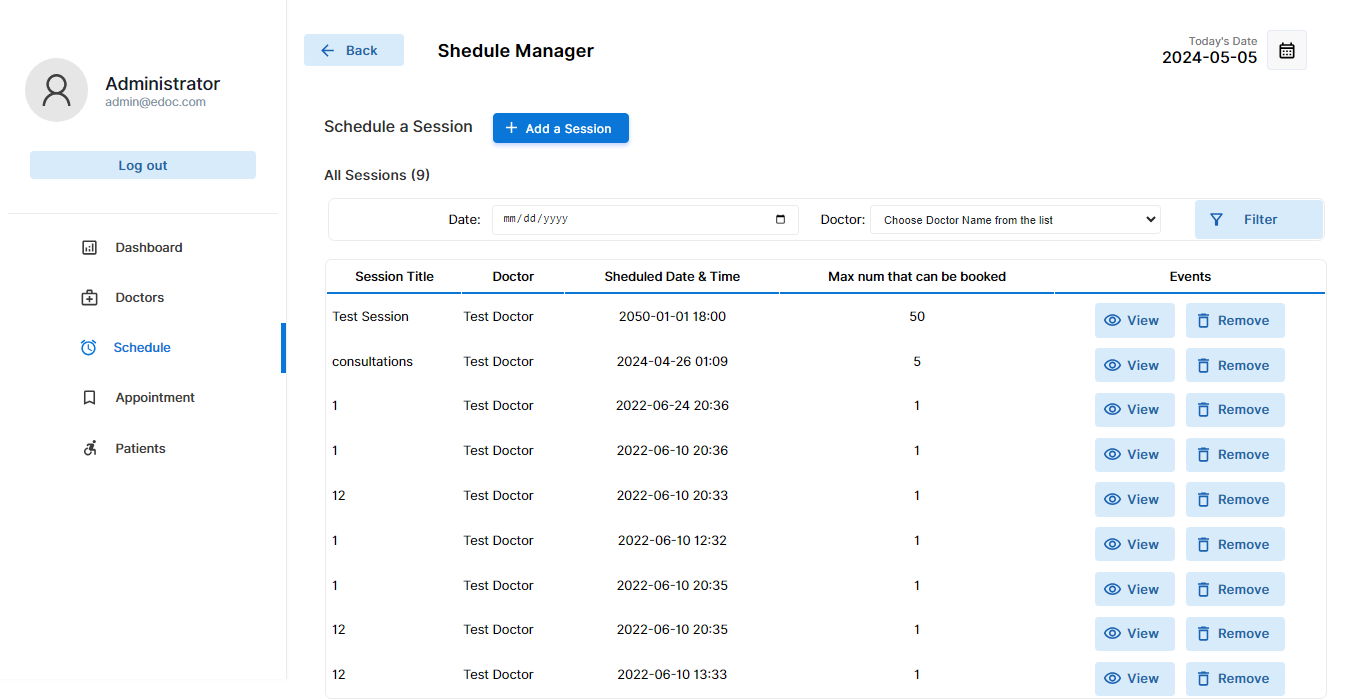 Back
Shedule Manager
Today's Date
2024-05-05
Administrator
admin@edoc.com
Log out
Dashboard
Doctors
Schedule
Appointment
Patients
Schedule a Session
+ Add a Session
All Sessions (9)
Date: mm/dd/yyyy Doctor: Choose Doctor Name from the list Filter
Session Title Doctor Sheduled Date & Time Max num that can be booked Events
Test Session Test Doctor 2050-01-01 18:00 50 View Remove
consultations Test Doctor 2024-04-26 01:09 5 View Remove
1 Test Doctor 2022-06-24 20:36 1 View Remove
1 Test Doctor 2022-06-10 20:36 1 View Remove
12 Test Doctor 2022-06-10 20:33 1 View Remove
1 Test Doctor 2022-06-10 12:32 1 View Remove
1 Test Doctor 2022-06-10 20:35 1 View Remove
12 Test Doctor 2022-06-10 20:35 1 View Remove
12 Test Doctor 2022-06-10 13:33 1 View Remove